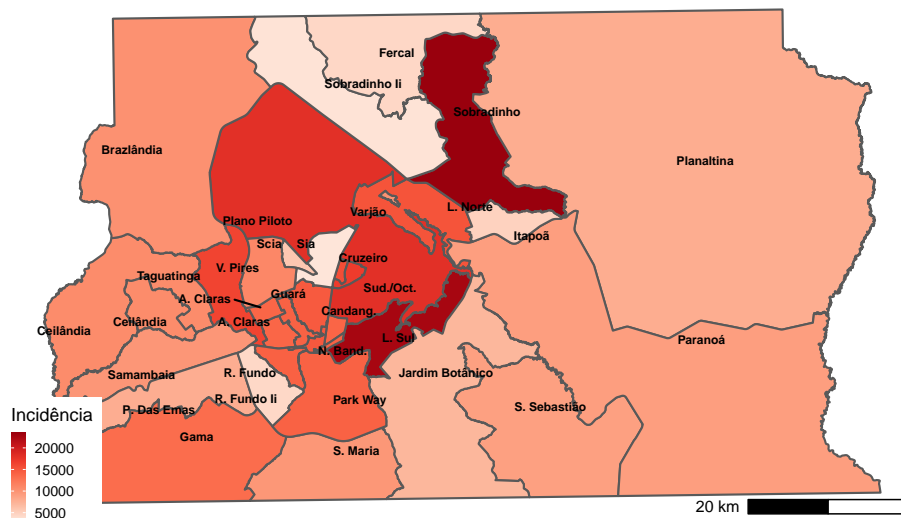 Fercal
Sobradinho Ii
Sobradinho
Brazlândia
Planaltina
Plano Piloto
Varjão
L. Norte
Itapoã
Scia
Sia
Cruzeiro
Taguatinga
V. Pires
Guará
Sud./Oct.
A. Claras
Candang.
Ceilândia
Ceilândia
A. Claras
L. Sul
Paranoá
N. Band.
Samambaia
R. Fundo
Jardim Botânico
R. Fundo Ii
Park Way
P. Das Emas
S. Sebastião
Gama
S. Maria
Incidência
20000
15000
10000
5000
20 km